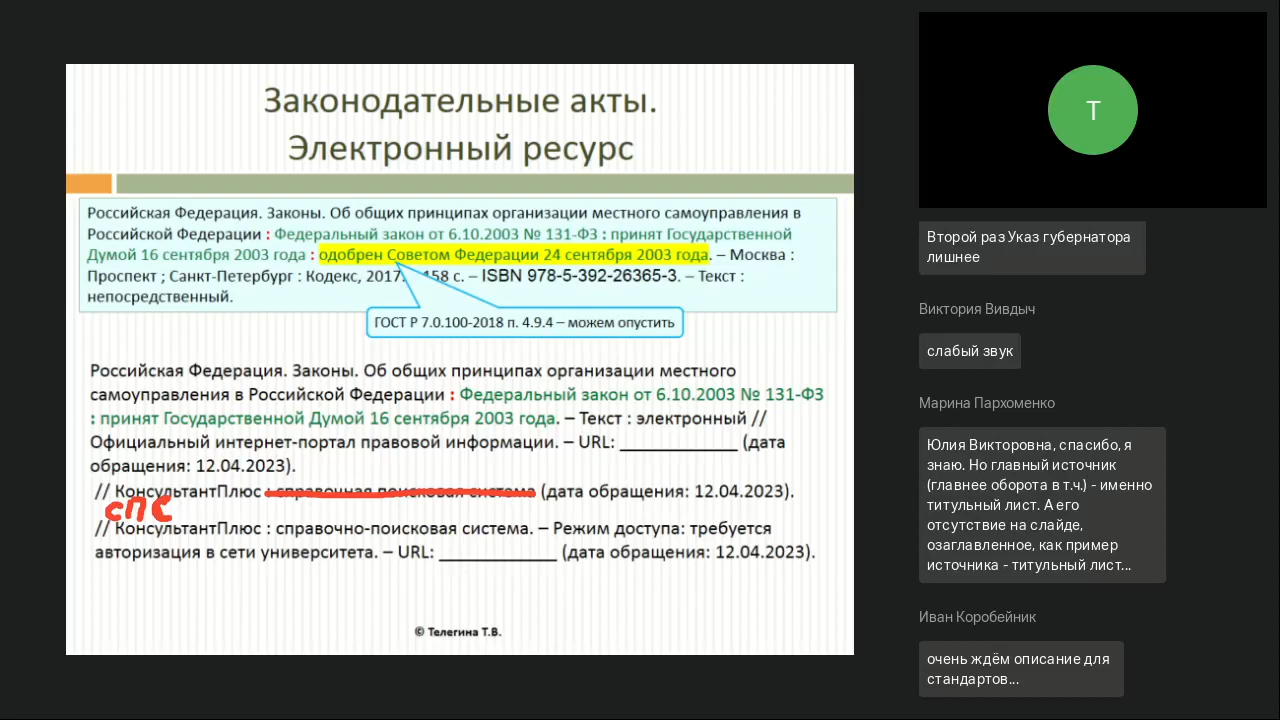 Законодательные акты.
Электронный ресурс
Российская Федерация. Законы. Об общих принципах организации местного самоуправления в
Российской Федерации : Федеральный закон от 6.10.2003 № 131-ФЗ : принят Государственной
Думой 16 сентября 2003 года : одобрен Советом Федерации 24 сентября 2003 года. – Москва :
Проспект ; Санкт-Петербург : Кодекс, 2017. 158 с. – ISBN 978-5-392-26365-3. – Текст :
непосредственный.
ГОСТ Р 7.0.100-2018 п. 4.9.4 – можем опустить
Российская Федерация. Законы. Об общих принципах организации местного
самоуправления в Российской Федерации : Федеральный закон от 6.10.2003 № 131-ФЗ
: принят Государственной Думой 16 сентября 2003 года. – Текст : электронный //
Официальный интернет-портал правовой информации. – URL: ____________ (дата
обращения: 12.04.2023).
// КонсультантПлюс : справочная поисковая система (дата обращения: 12.04.2023).
СПС
// КонсультантПлюс : справочно-поисковая система. – Режим доступа: требуется
авторизация в сети университета. – URL: ____________ (дата обращения: 12.04.2023).
© Телегина Т.В.
Т
Второй раз Указ губернатора
лишнее
Виктория Вивдыч
слабый звук
Марина Пархоменко
Юлия Викторовна, спасибо, я
знаю. Но главный источник
(главнее оборота в т.ч.) - именно
титульный лист. А его
отсутствие на слайде,
озаглавленное, как пример
источника - титульный лист...
Иван Коробейник
очень ждём описание для
стандартов...